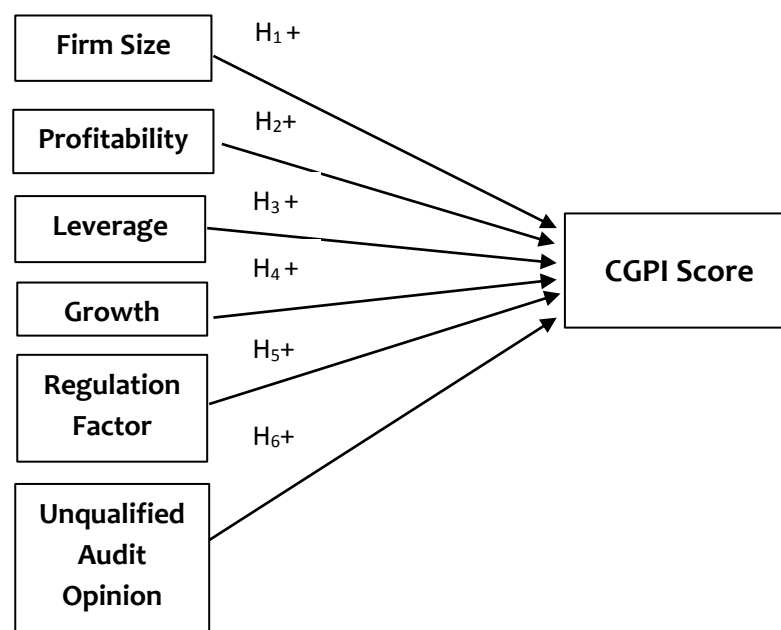 Firm Size
H₁+
Profitability
H₂+
Leverage
H₃+
Growth
H₄+
Regulation
Factor
H₅+
Unqualified
Audit
Opinion
H₆+
CGPI Score